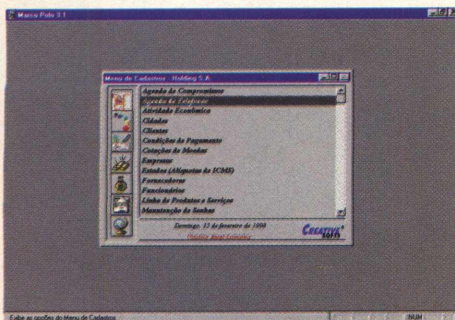 Marco Polo 3.1
Menu de Cadastros - Holding S.A.
Agenda de Compromissos
Agenda de Telefones
Atividade Econômica
Cidades
Clientes
Condições de Pagamento
Cotações de Moedas
Empresas
Estados (Alíquotas de ICMS)
Fornecedores
Funcionários
Linha de Produtos e Serviços
Manutenção de Senhas
Domingo, 15 de fevereiro de 1998
CREATIVA
SOFTS
Exibe as opções do Menu de Cadastros
NUM